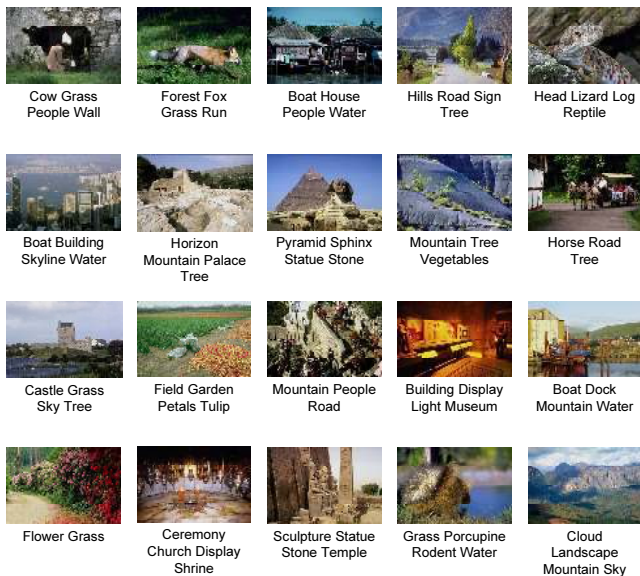 Cow Grass
People Wall
Forest Fox
Grass Run
Boat House
People Water
Hills Road Sign
Tree
Head Lizard Log
Reptile
Boat Building
Skyline Water
Horizon
Mountain Palace
Tree
Pyramid Sphinx
Statue Stone
Mountain Tree
Vegetables
Horse Road
Tree
Castle Grass
Sky Tree
Field Garden
Petals Tulip
Mountain People
Road
Building Display
Light Museum
Boat Dock
Mountain Water
Flower Grass
Ceremony
Church Display
Shrine
Sculpture Statue
Stone Temple
Grass Porcupine
Rodent Water
Cloud
Landscape
Mountain Sky